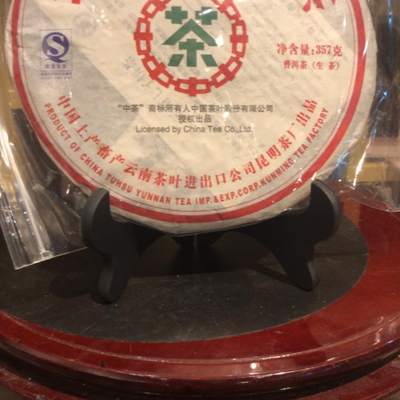 茶
净含量:357克
普洱茶(生茶)
“中茶”商标所有人中国茶叶股份有限公司
授权出品
Licensed by China Tea Co.,Ltd.
中国土产畜产云南茶叶进出口公司昆明茶厂出品
PRODUCT OF CHINA TUHSU YUNNAN TEA IMP.&EXP.CORP.KUNMING TEA FACTORY